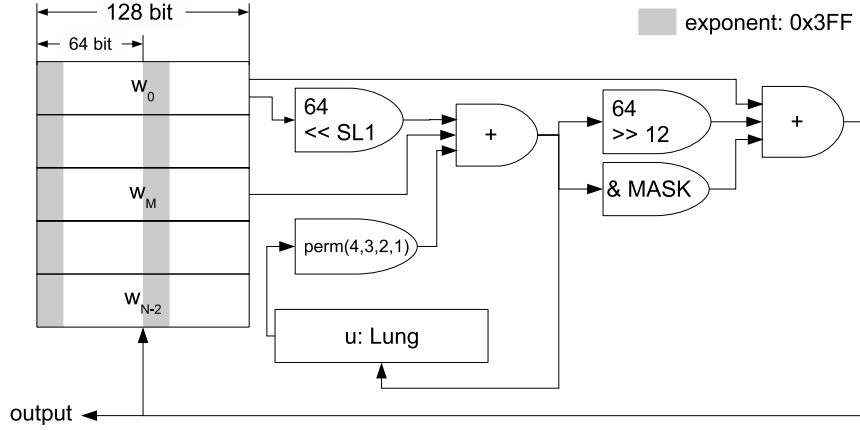 128 bit
exponent: 0x3FF
64 bit
w0
64
<< SL1
+
64
>> 12
+
wM
& MASK
perm(4,3,2,1)
wN-2
u: Lung
output